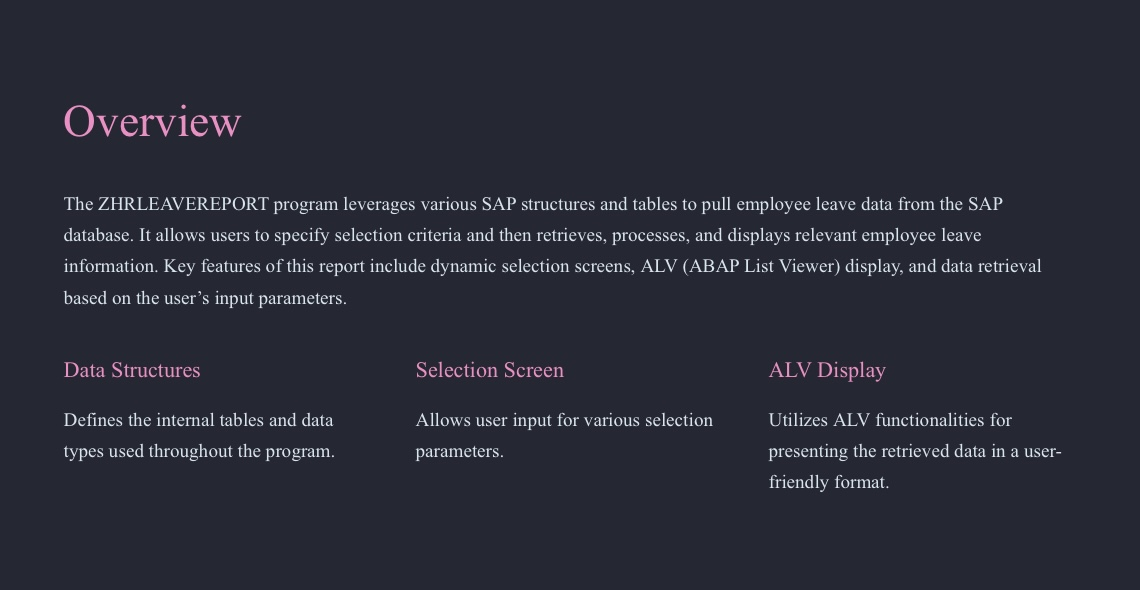 Overview
The ZHRLEAVEREPORT program leverages various SAP structures and tables to pull employee leave data from the SAP
database. It allows users to specify selection criteria and then retrieves, processes, and displays relevant employee leave
information. Key features of this report include dynamic selection screens, ALV (ABAP List Viewer) display, and data retrieval
based on the user’s input parameters.
Data Structures
Defines the internal tables and data
types used throughout the program.
Selection Screen
Allows user input for various selection
parameters.
ALV Display
Utilizes ALV functionalities for
presenting the retrieved data in a user-
friendly format.